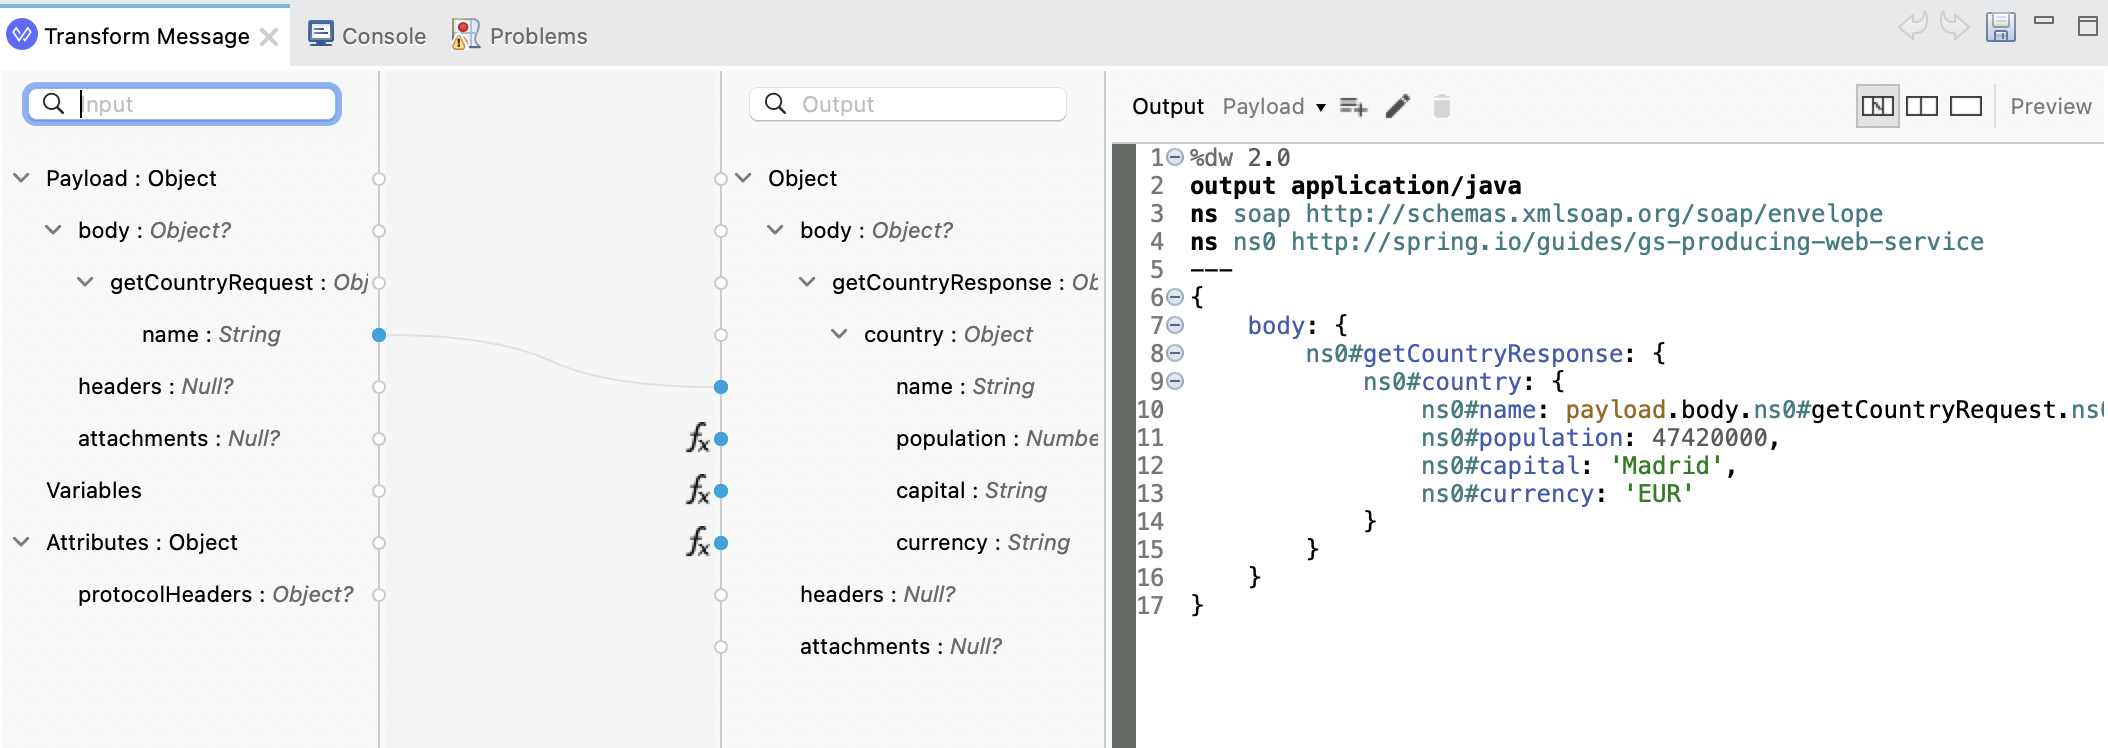 Transform Message
Console
Problems
Input
Payload : Object
body : Object?
getCountryRequest : Obj
name : String
headers : Null?
attachments : Null?
Variables
Attributes : Object
protocolHeaders : Object?
fx
fx
fx
Output
Object
body : Object?
getCountryResponse : Ob
country : Object
name : String
population : Numbe
capital : String
currency : String
headers : Null?
attachments : Null?
Output Payload Preview
1 %dw 2.0
2 output application/java
3 ns soap http://schemas.xmlsoap.org/soap/envelope
4 ns ns0 http://spring.io/guides/gs-producing-web-service
5 ---
6 {
7 body: {
8 ns0#getCountryResponse: {
9 ns0#country: {
10 ns0#name: payload.body.ns0#getCountryRequest.ns
11 ns0#population: 47420000,
12 ns0#capital: 'Madrid',
13 ns0#currency: 'EUR'
14 }
15 }
16 }
17 }